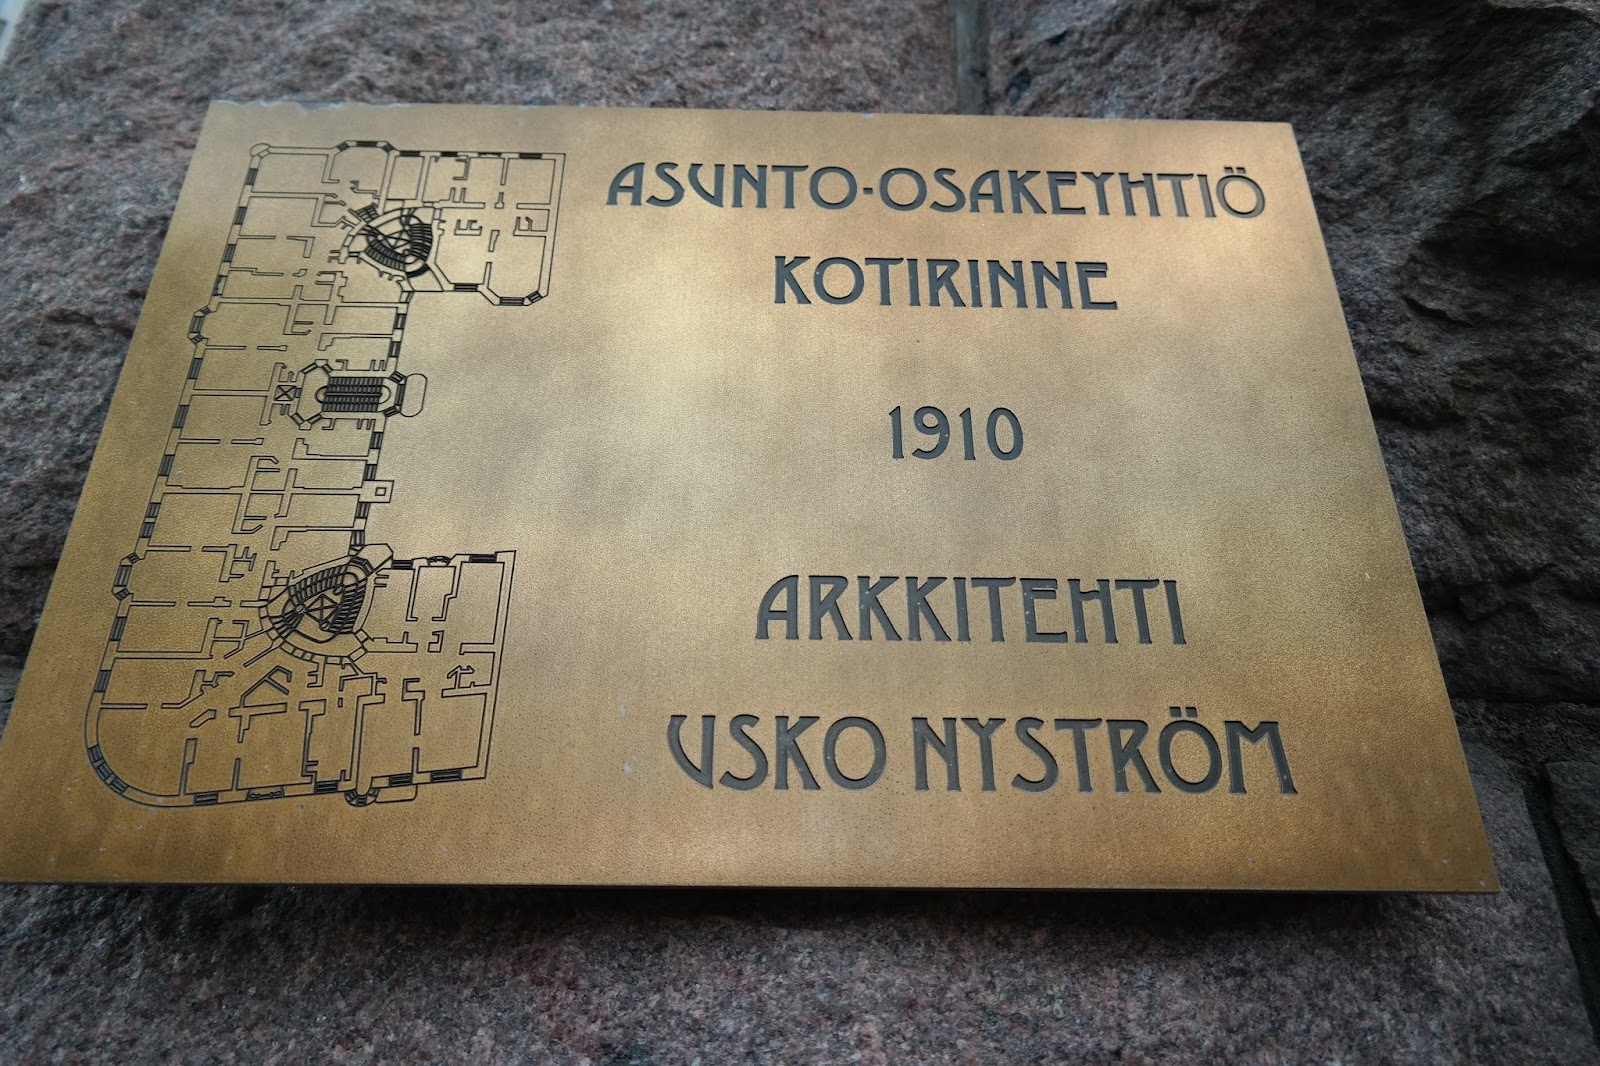 ASUNTO-OSAKEYHTIÖ
KOTIRINNE
1910
ARKKITEHTI
USKO NYSTRÖM